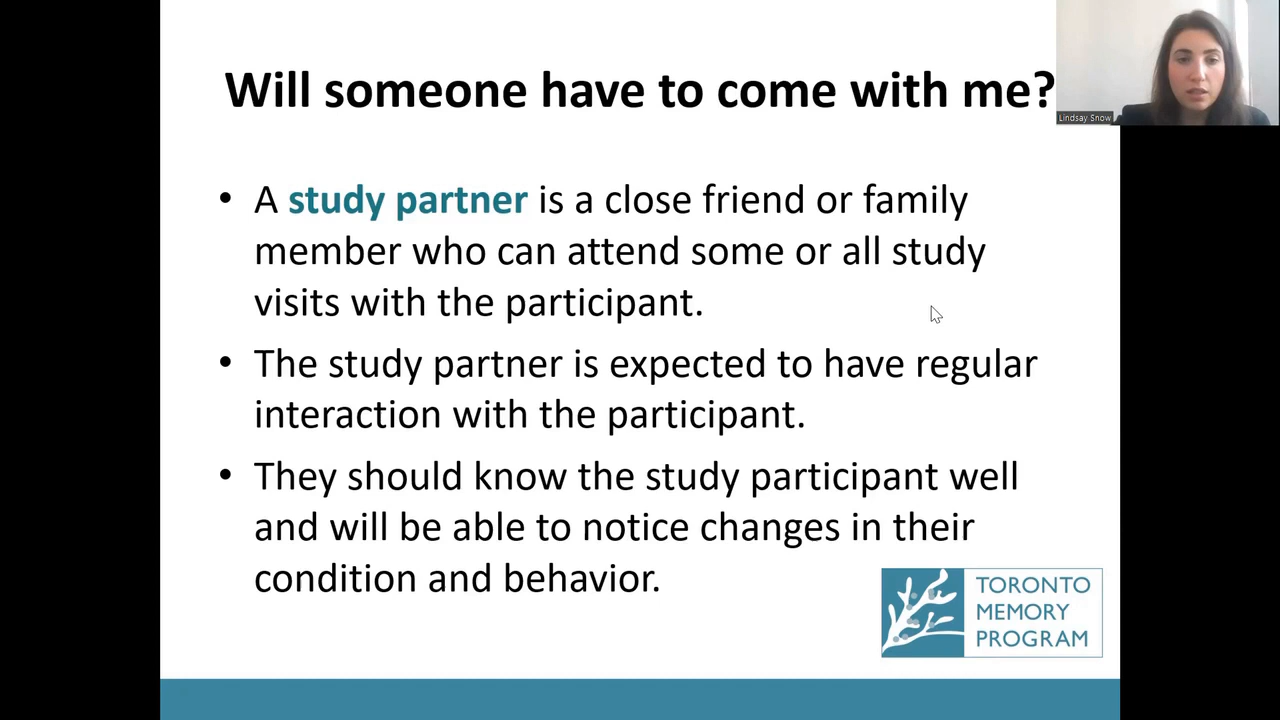 Will someone have to come with me?
Lindsay Snow
• A study partner is a close friend or family
member who can attend some or all study
visits with the participant.
• The study partner is expected to have regular
interaction with the participant.
• They should know the study participant well
and will be able to notice changes in their
condition and behavior.
TORONTO
MEMORY
PROGRAM